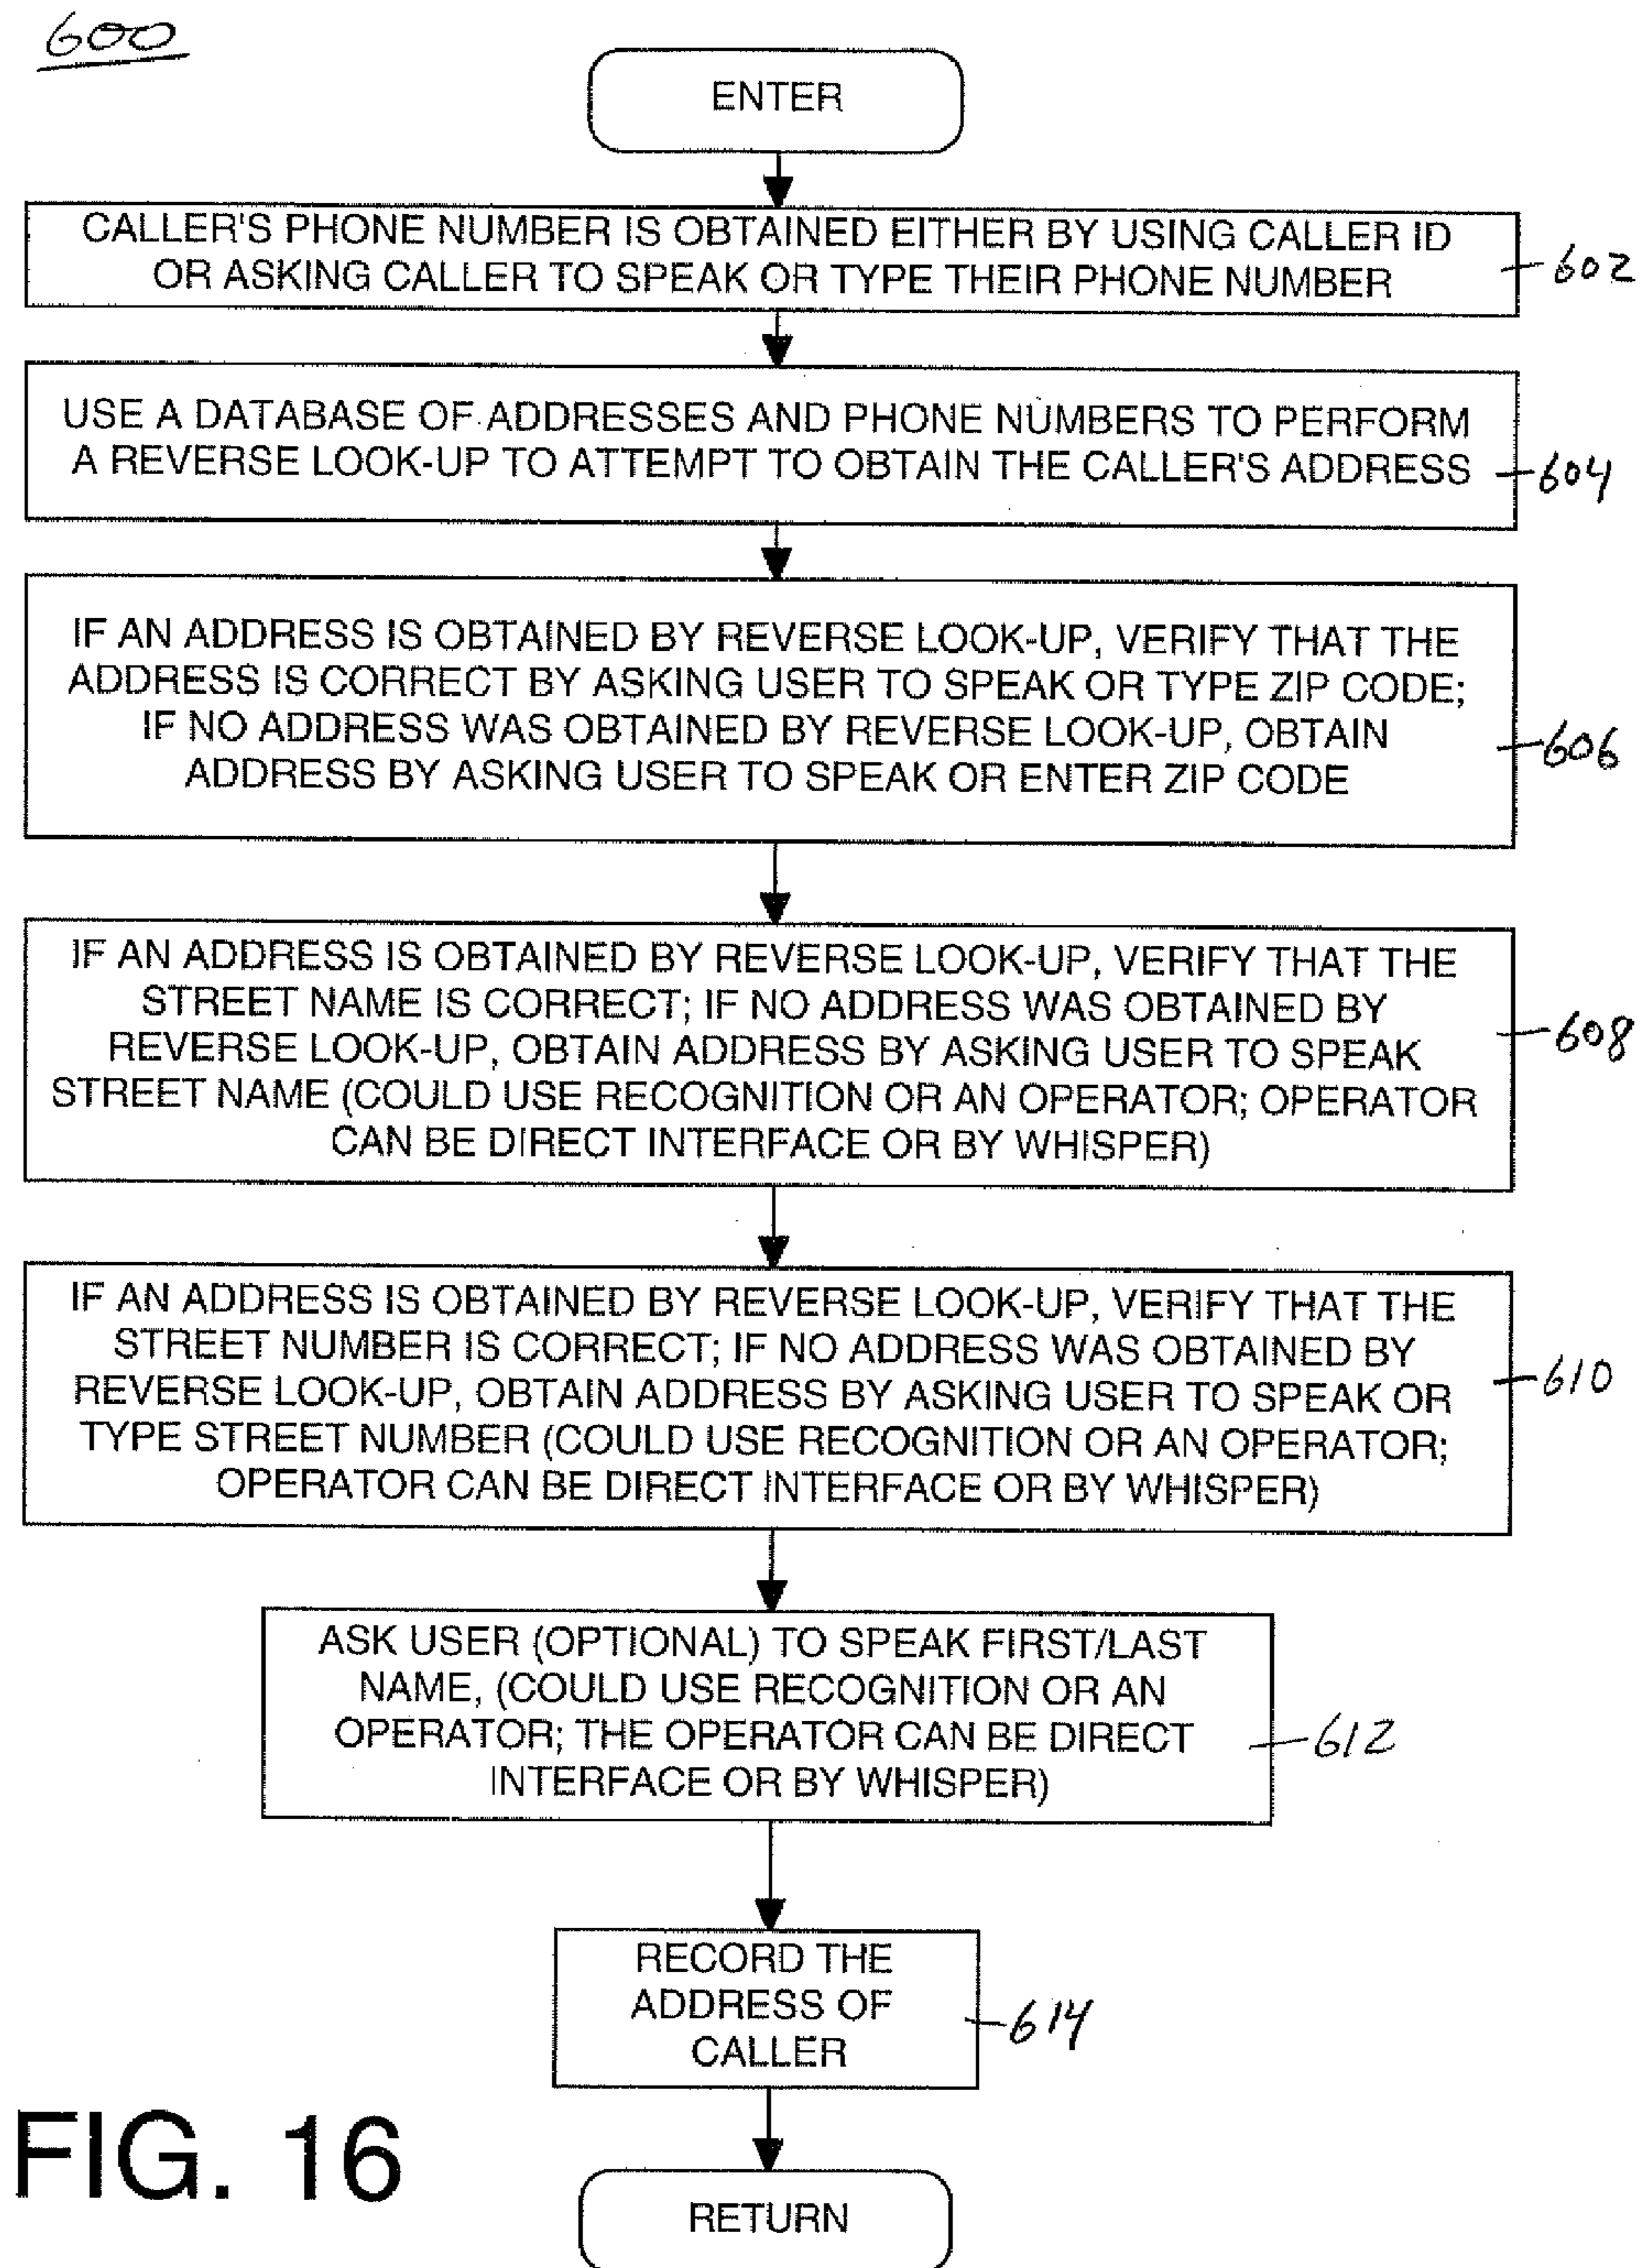 600
ENTER
CALLER'S PHONE NUMBER IS OBTAINED EITHER BY USING CALLER ID
OR ASKING CALLER TO SPEAK OR TYPE THEIR PHONE NUMBER
602
USE A DATABASE OF ADDRESSES AND PHONE NUMBERS TO PERFORM
A REVERSE LOOK-UP TO ATTEMPT TO OBTAIN THE CALLER'S ADDRESS
604
IF AN ADDRESS IS OBTAINED BY REVERSE LOOK-UP, VERIFY THAT THE
ADDRESS IS CORRECT BY ASKING USER TO SPEAK OR TYPE ZIP CODE;
IF NO ADDRESS WAS OBTAINED BY REVERSE LOOK-UP, OBTAIN
ADDRESS BY ASKING USER TO SPEAK OR ENTER ZIP CODE
606
IF AN ADDRESS IS OBTAINED BY REVERSE LOOK-UP, VERIFY THAT THE
STREET NAME IS CORRECT; IF NO ADDRESS WAS OBTAINED BY
REVERSE LOOK-UP, OBTAIN ADDRESS BY ASKING USER TO SPEAK
STREET NAME (COULD USE RECOGNITION OR AN OPERATOR; OPERATOR
CAN BE DIRECT INTERFACE OR BY WHISPER)
608
IF AN ADDRESS IS OBTAINED BY REVERSE LOOK-UP, VERIFY THAT THE
STREET NUMBER IS CORRECT; IF NO ADDRESS WAS OBTAINED BY
REVERSE LOOK-UP, OBTAIN ADDRESS BY ASKING USER TO SPEAK OR
TYPE STREET NUMBER (COULD USE RECOGNITION OR AN OPERATOR;
OPERATOR CAN BE DIRECT INTERFACE OR BY WHISPER)
610
ASK USER (OPTIONAL) TO SPEAK FIRST/LAST
NAME, (COULD USE RECOGNITION OR AN
OPERATOR; THE OPERATOR CAN BE DIRECT
INTERFACE OR BY WHISPER)
612
RECORD THE
ADDRESS OF
CALLER
614
RETURN
FIG. 16